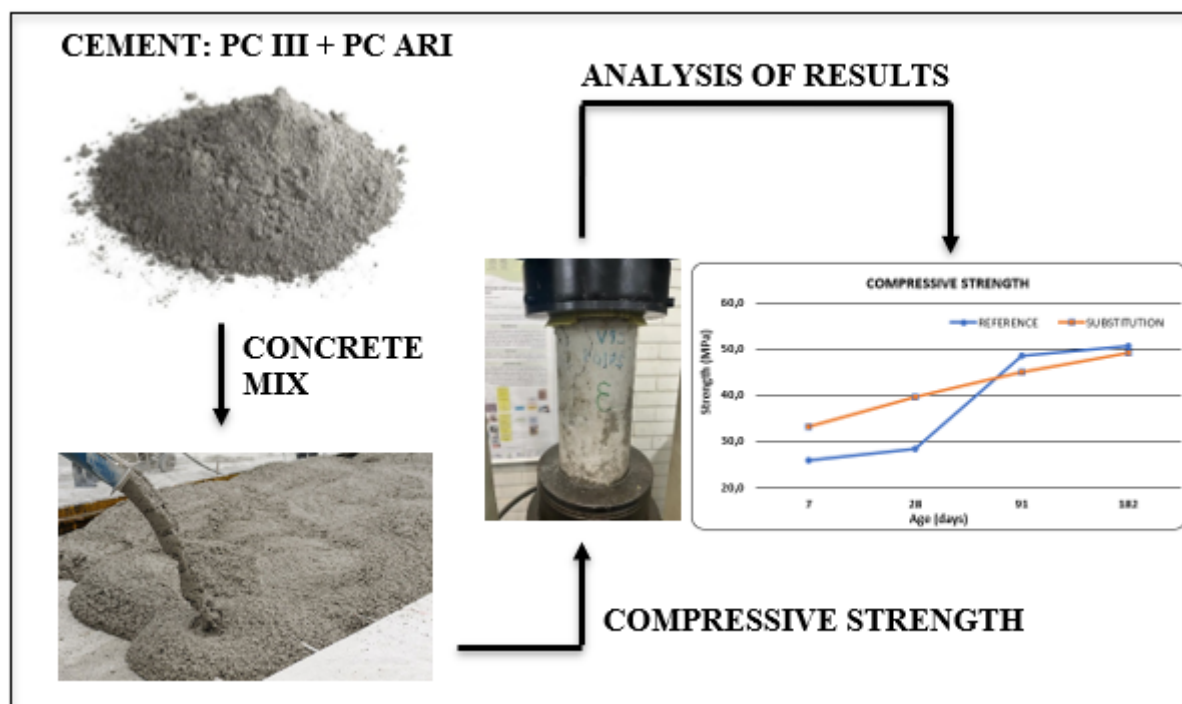 CEMENT: PC III + PC ARI
ANALYSIS OF RESULTS
CONCRETE
MIX
COMPRESSIVE STRENGTH
60,0
50,0
40,0
30,0
20,0
Strength (MPa)
REFERENCE
SUBSTITUTION
7
28
91
182
Age (days)
3
COMPRESSIVE STRENGTH